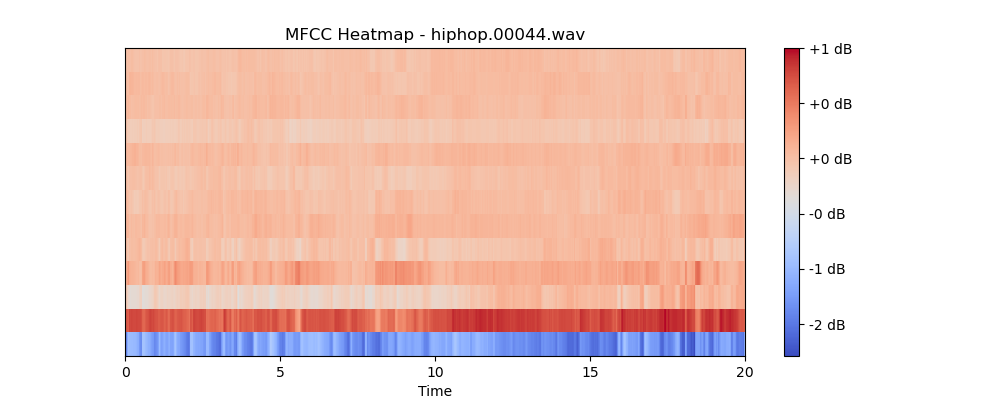 MFCC Heatmap - hiphop.00044.wav
+1 dB
+0 dB
+0 dB
-0 dB
-1 dB
-2 dB
0
5
10
15
20
Time